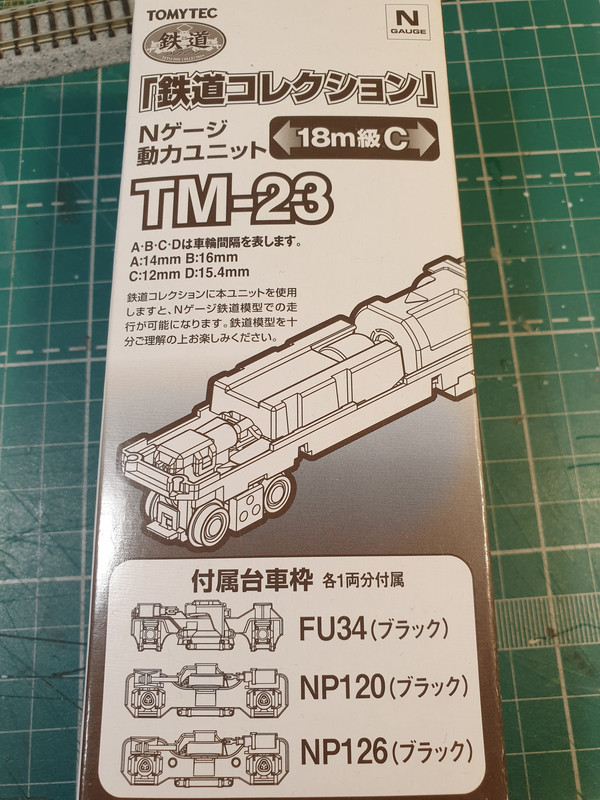 TOMYTEC
鉄道
N
GAUGE
「鉄道コレクション」
Nゲージ
動力ユニット
18m級 C
TM-23
A・B・C・Dは車輪間隔を表します。
A:14mm B:16mm
C:12mm D:15.4mm
鉄道コレクションに本ユニットを使用
しますと、Nゲージ鉄道模型での走
行が可能になります。鉄道模型を十
分ご理解の上お楽しみください。
付属台車枠 各1両分付属
FU34(ブラック)
NP120(ブラック)
NP126(ブラック)